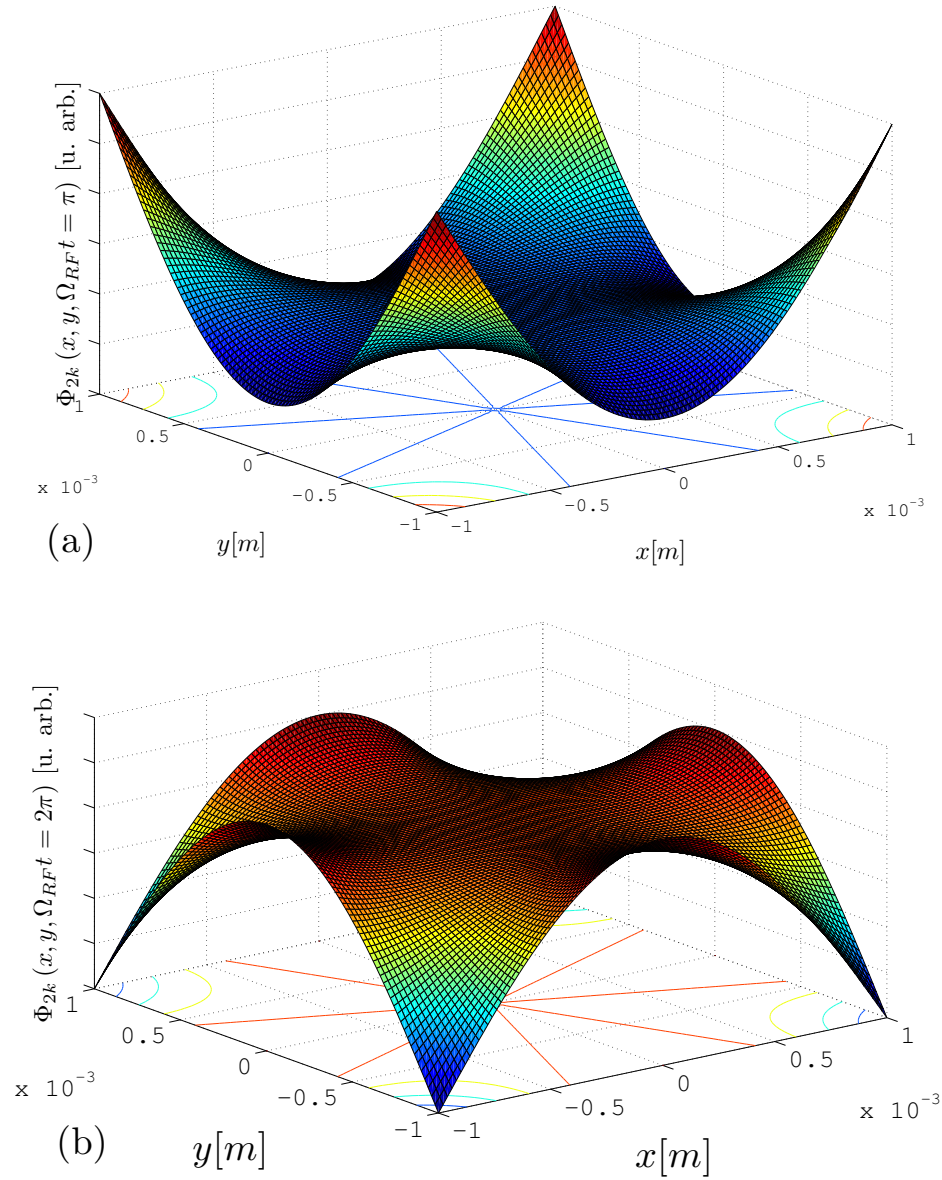 Φ₂ₖ(x, y, Ω_RF t = π) [u. arb.]
1
0.5
0
−0.5
−1
x 10⁻³
y[m]
−1
−0.5
0
0.5
1
x 10⁻³
x[m]
(a)
Φ₂ₖ(x, y, Ω_RF t = 2π) [u. arb.]
1
0.5
0
−0.5
−1
x 10⁻³
y[m]
−1
−0.5
0
0.5
1
x 10⁻³
x[m]
(b)